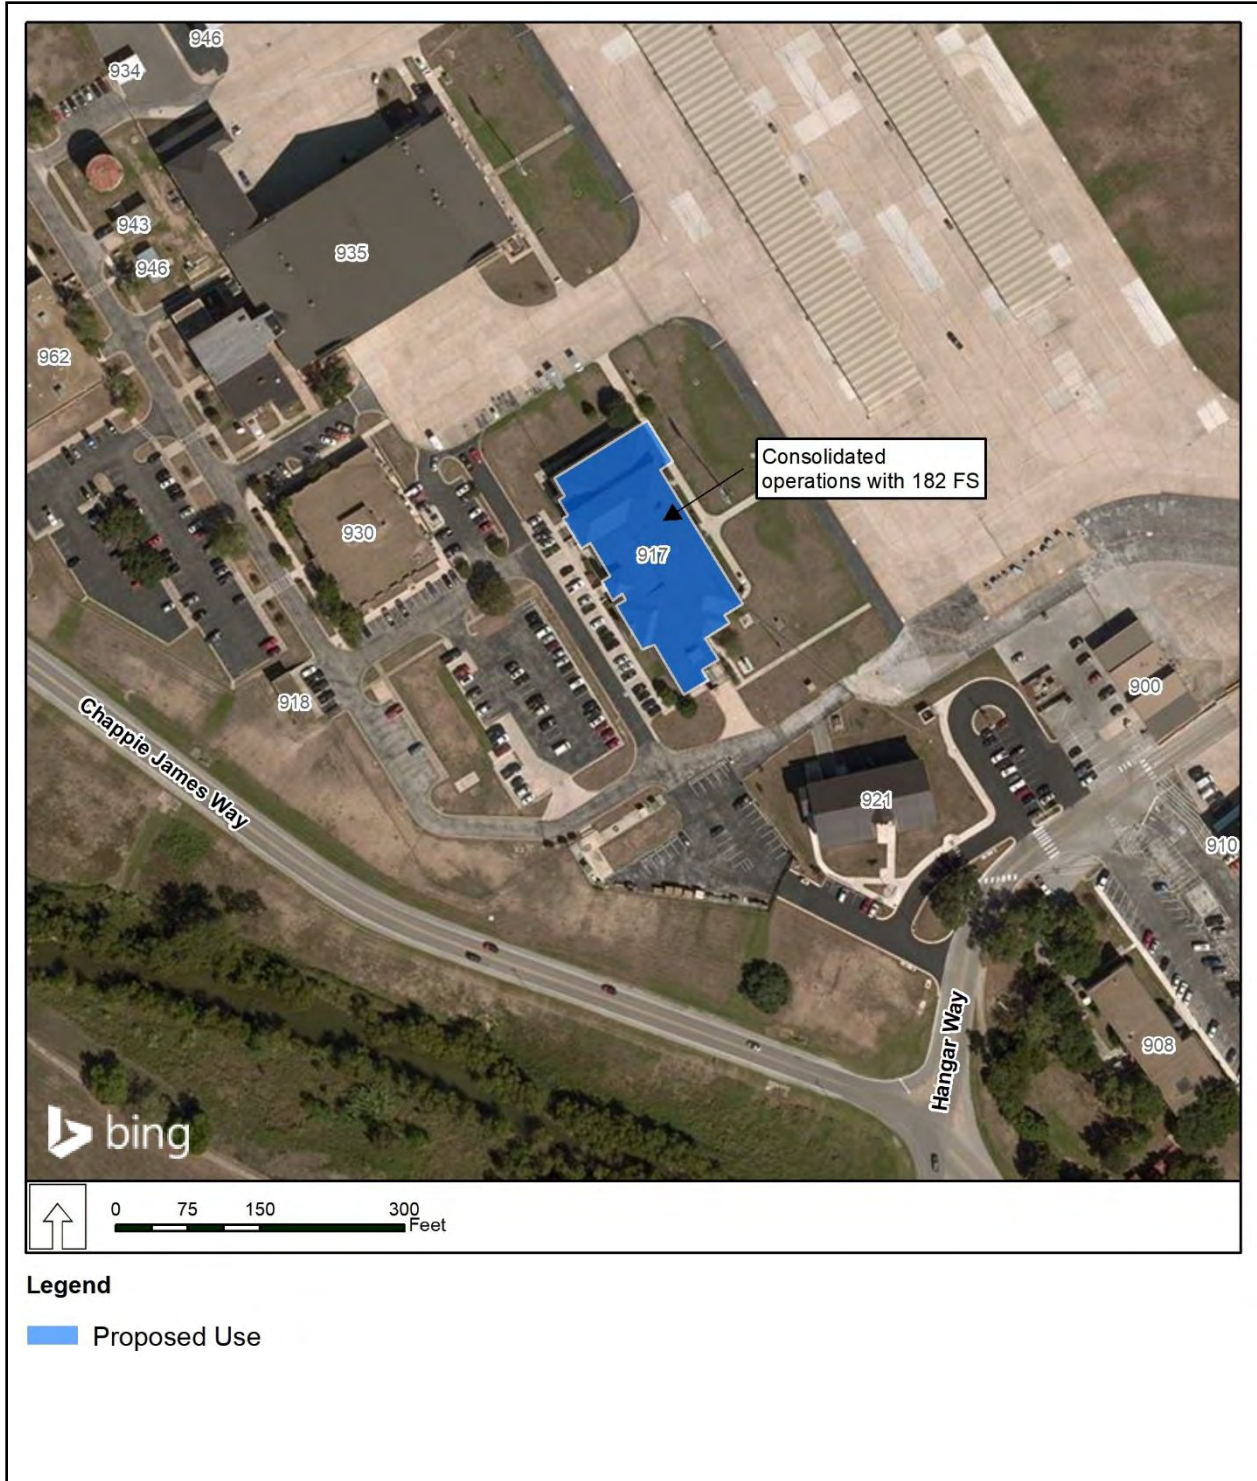 946
934
943
935
946
962
Consolidated
operations with 182 FS
930
917
918
900
Chappie James Way
921
910
Hangar Way
908
bing
0 75 150 300
Feet
Legend
Proposed Use